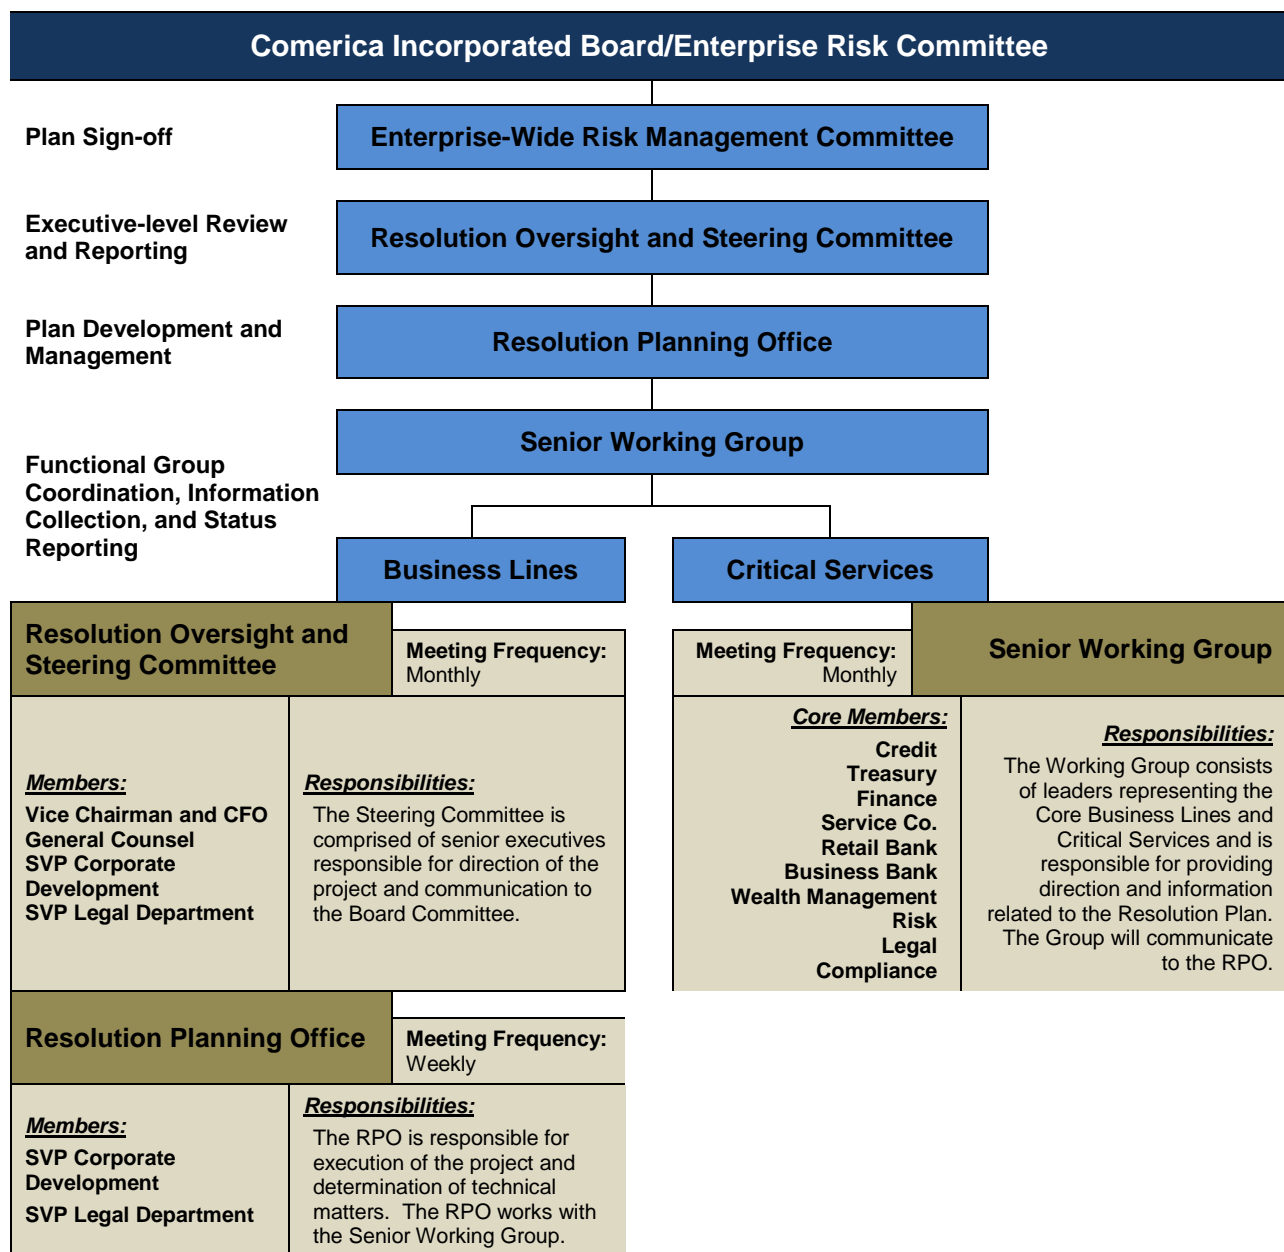 Comerica Incorporated Board/Enterprise Risk Committee
Plan Sign-off
Enterprise-Wide Risk Management Committee
Executive-level Review
and Reporting
Resolution Oversight and Steering Committee
Plan Development and
Management
Resolution Planning Office
Senior Working Group
Functional Group
Coordination, Information
Collection, and Status
Reporting
Business Lines
Critical Services
Resolution Oversight and
Steering Committee
Meeting Frequency:
Monthly
Members:
Vice Chairman and CFO
General Counsel
SVP Corporate
Development
SVP Legal Department
Responsibilities:
The Steering Committee is
comprised of senior executives
responsible for direction of the
project and communication to
the Board Committee.
Meeting Frequency:
Monthly
Senior Working Group
Core Members:
Credit
Treasury
Finance
Service Co.
Retail Bank
Business Bank
Wealth Management
Risk
Legal
Compliance
Responsibilities:
The Working Group consists
of leaders representing the
Core Business Lines and
Critical Services and is
responsible for providing
direction and information
related to the Resolution Plan.
The Group will communicate
to the RPO.
Resolution Planning Office
Meeting Frequency:
Weekly
Members:
SVP Corporate
Development
SVP Legal Department
Responsibilities:
The RPO is responsible for
execution of the project and
determination of technical
matters.  The RPO works with
the Senior Working Group.